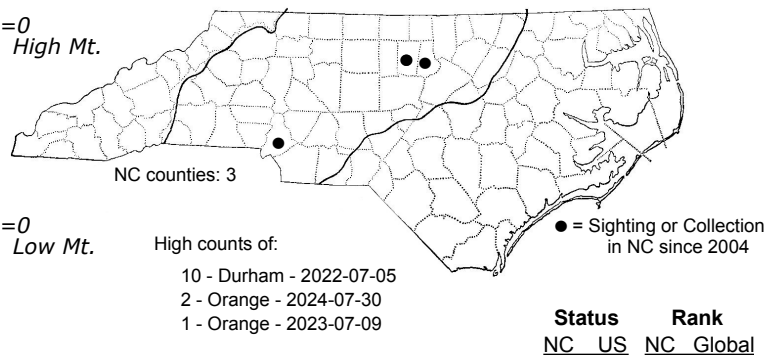 =0
High Mt.
NC counties: 3
=0
Low Mt.
High counts of:
10 - Durham - 2022-07-05
2 - Orange - 2024-07-30
1 - Orange - 2023-07-09
● = Sighting or Collection
in NC since 2004
Status Rank
NC US NC Global